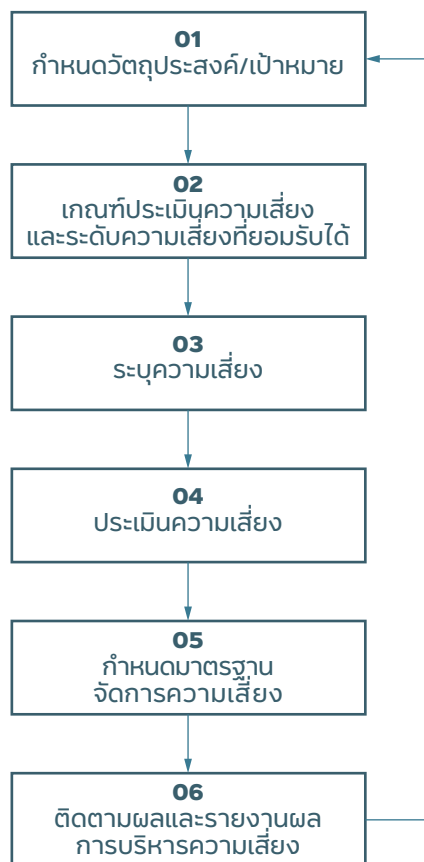 01
กำหนดวัตถุประสงค์/เป้าหมาย
02
เกณฑ์ประเมินความเสี่ยง
และระดับความเสี่ยงที่ยอมรับได้
03
ระบุความเสี่ยง
04
ประเมินความเสี่ยง
05
กำหนดมาตรฐาน
จัดการความเสี่ยง
06
ติดตามผลและรายงานผล
การบริหารความเสี่ยง